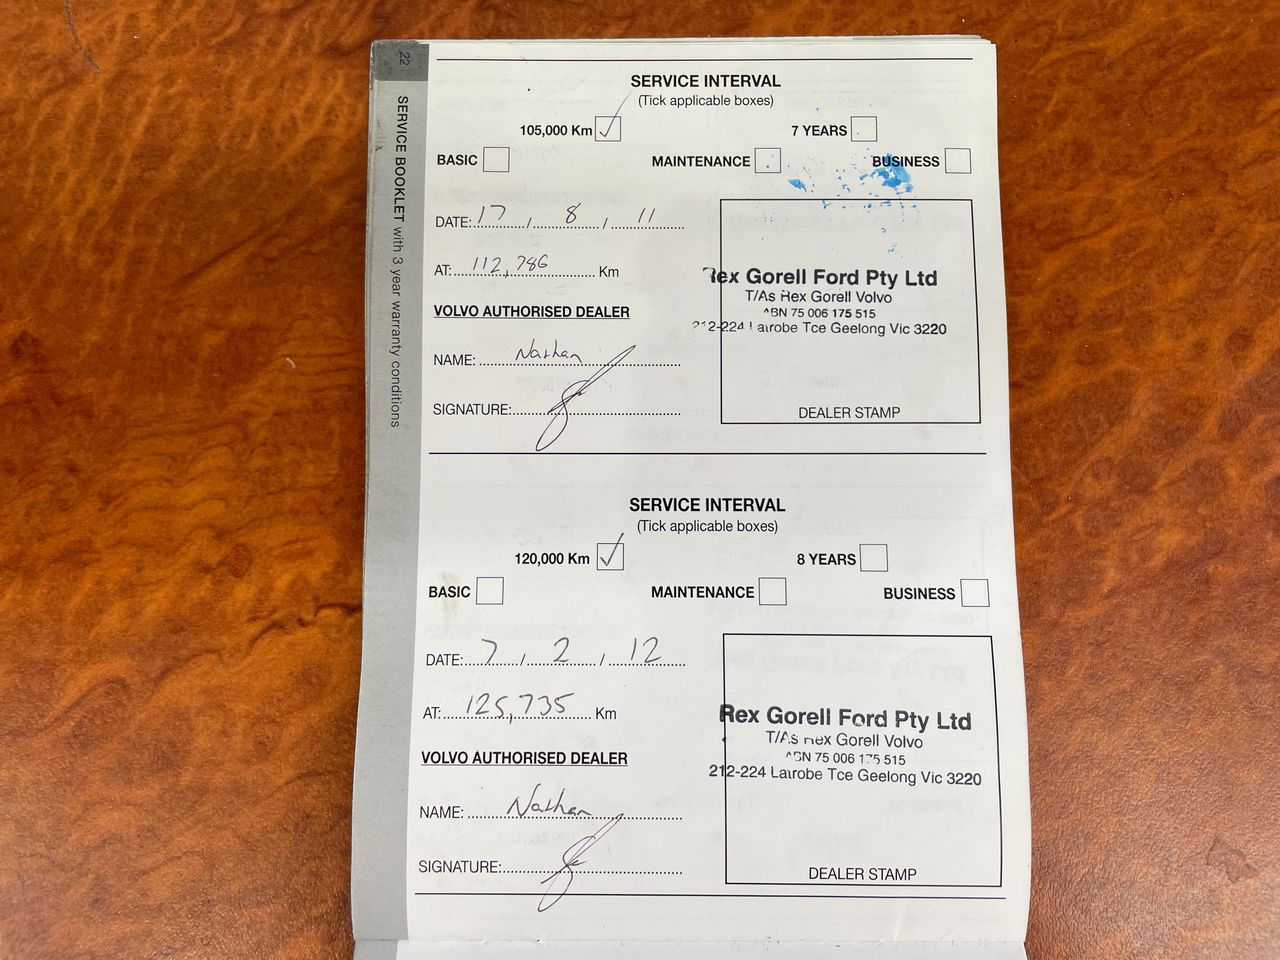 22
SERVICE BOOKLET with 3 year warranty conditions
SERVICE INTERVAL
(Tick applicable boxes)
105,000 Km 7 YEARS
BASIC MAINTENANCE BUSINESS
DATE: 17 , 8 , 11
AT: 112,786 Km
VOLVO AUTHORISED DEALER
NAME: Nathan
SIGNATURE:
Rex Gorell Ford Pty Ltd
T/As Rex Gorell Volvo
ABN 75 006 175 515
212-224 Latrobe Tce Geelong Vic 3220
DEALER STAMP
SERVICE INTERVAL
(Tick applicable boxes)
120,000 Km 8 YEARS
BASIC MAINTENANCE BUSINESS
DATE: 7 , 2 , 12
AT: 125,735 Km
VOLVO AUTHORISED DEALER
NAME: Nathan
SIGNATURE:
Rex Gorell Ford Pty Ltd
T/As Rex Gorell Volvo
ABN 75 006 175 515
212-224 Latrobe Tce Geelong Vic 3220
DEALER STAMP